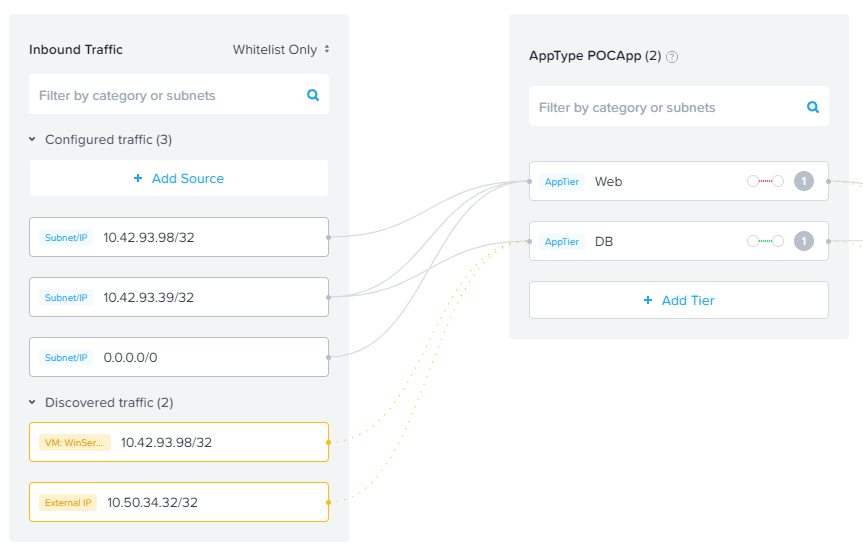 Inbound Traffic
Whitelist Only
Filter by category or subnets
Configured traffic (3)
+ Add Source
Subnet/IP 10.42.93.98/32
Subnet/IP 10.42.93.39/32
Subnet/IP 0.0.0.0/0
Discovered traffic (2)
VM: WinSer... 10.42.93.98/32
External IP 10.50.34.32/32
AppType POCApp (2) ?
Filter by category or subnets
AppTier Web 1
AppTier DB 1
+ Add Tier